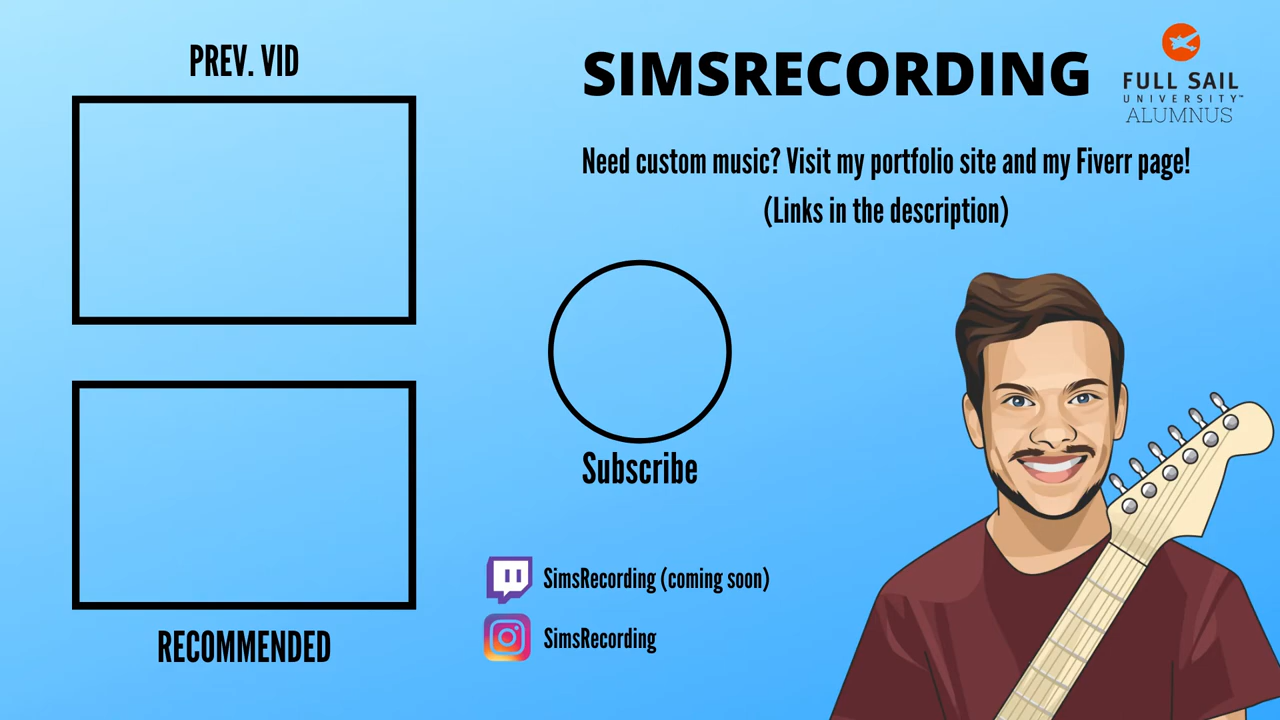 PREV. VID
SIMSRECORDING
FULL SAIL
UNIVERSITY™
ALUMNUS
Need custom music? Visit my portfolio site and my Fiverr page!
(Links in the description)
Subscribe
SimsRecording (coming soon)
SimsRecording
RECOMMENDED